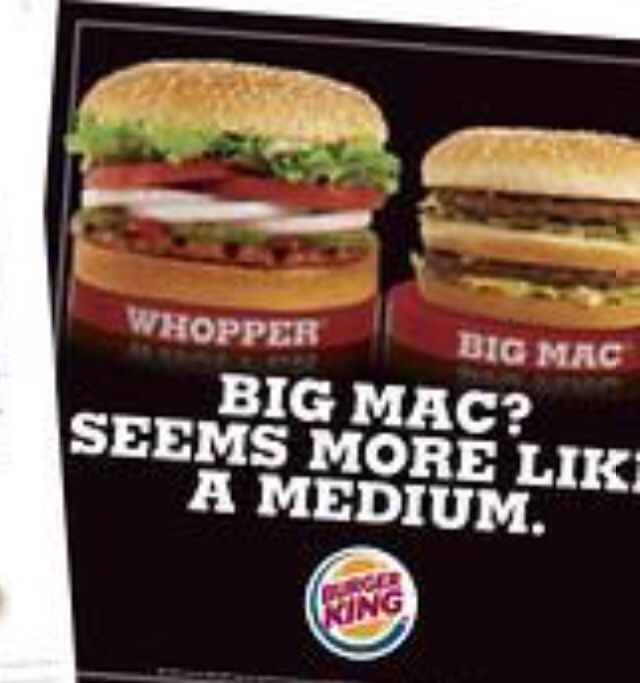 WHOPPER
BIG MAC
BIG MAC?
SEEMS MORE LIK
A MEDIUM.
BURGER
KING